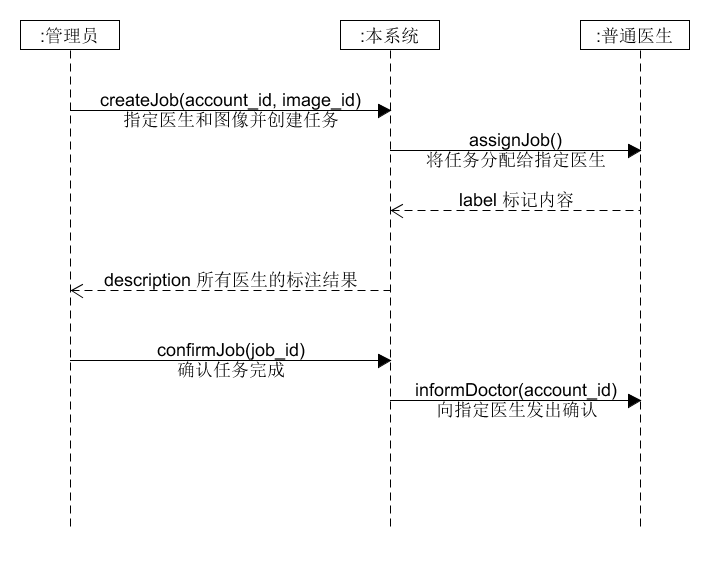 :管理员
:本系统
:普通医生
createJob(account_id, image_id)
指定医生和图像并创建任务
assignJob()
将任务分配给指定医生
label 标记内容
description 所有医生的标注结果
confirmJob(job_id)
确认任务完成
informDoctor(account_id)
向指定医生发出确认